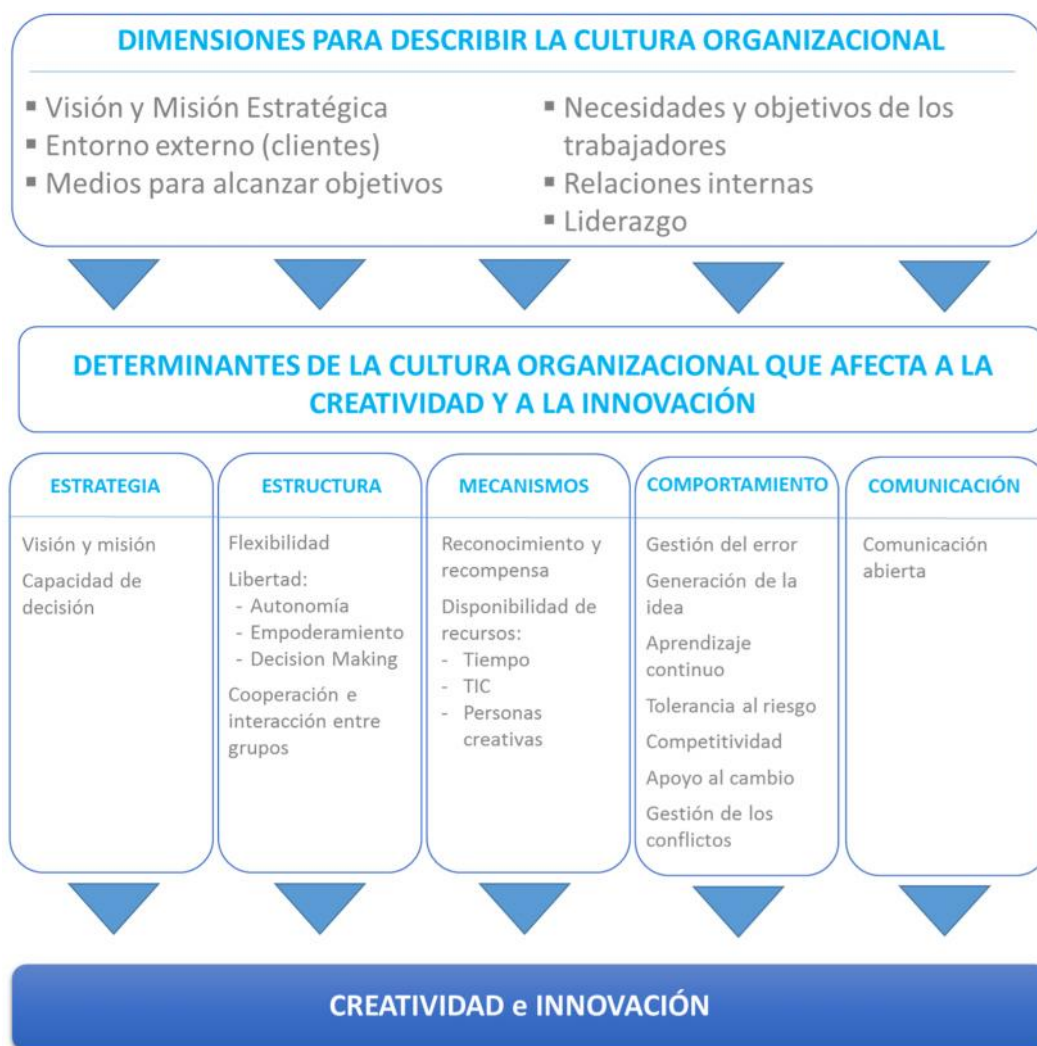 DIMENSIONES PARA DESCRIBIR LA CULTURA ORGANIZACIONAL
▪ Visión y Misión Estratégica
▪ Entorno externo (clientes)
▪ Medios para alcanzar objetivos
▪ Necesidades y objetivos de los
trabajadores
▪ Relaciones internas
▪ Liderazgo
DETERMINANTES DE LA CULTURA ORGANIZACIONAL QUE AFECTA A LA
CREATIVIDAD Y A LA INNOVACIÓN
ESTRATEGIA
Visión y misión
Capacidad de
decisión
ESTRUCTURA
Flexibilidad
Libertad:
- Autonomía
- Empoderamiento
- Decision Making
Cooperación e
interacción entre
grupos
MECANISMOS
Reconocimiento y
recompensa
Disponibilidad de
recursos:
- Tiempo
- TIC
- Personas
creativas
COMPORTAMIENTO
Gestión del error
Generación de la
idea
Aprendizaje
continuo
Tolerancia al riesgo
Competitividad
Apoyo al cambio
Gestión de los
conflictos
COMUNICACIÓN
Comunicación
abierta
CREATIVIDAD e INNOVACIÓN